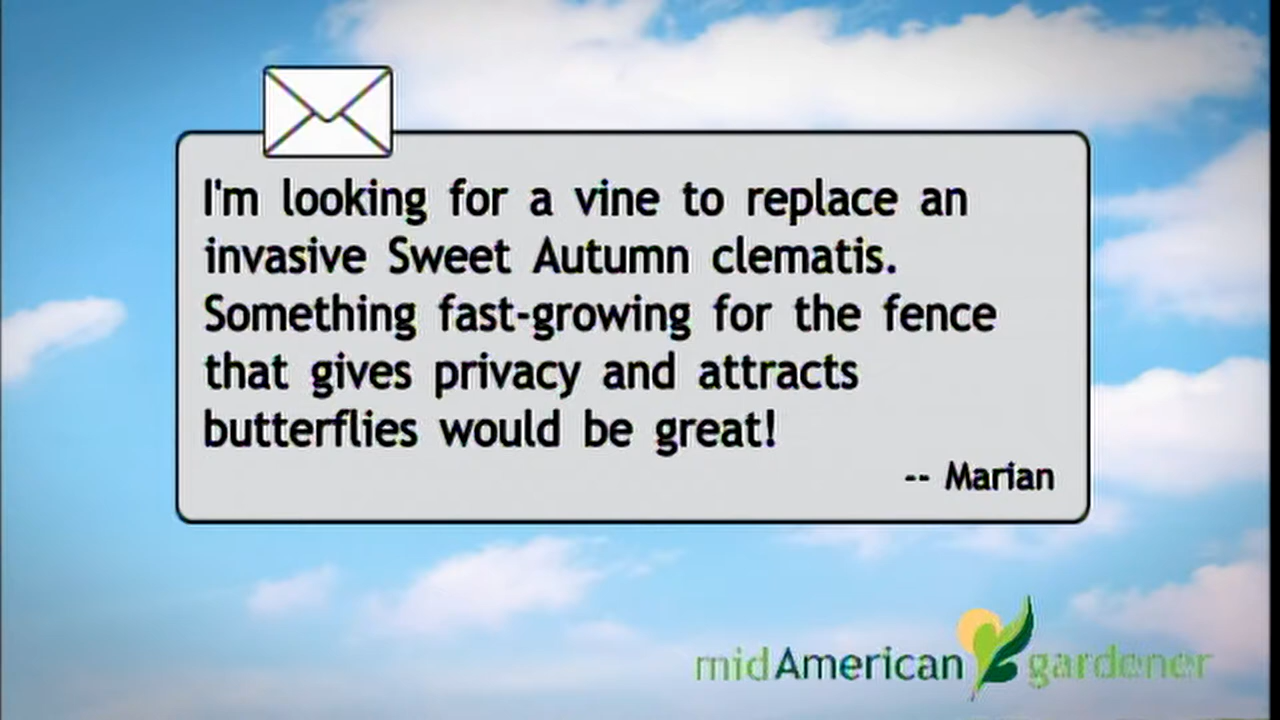 I'm looking for a vine to replace an
invasive Sweet Autumn clematis.
Something fast-growing for the fence
that gives privacy and attracts
butterflies would be great!
-- Marian
midAmerican gardener